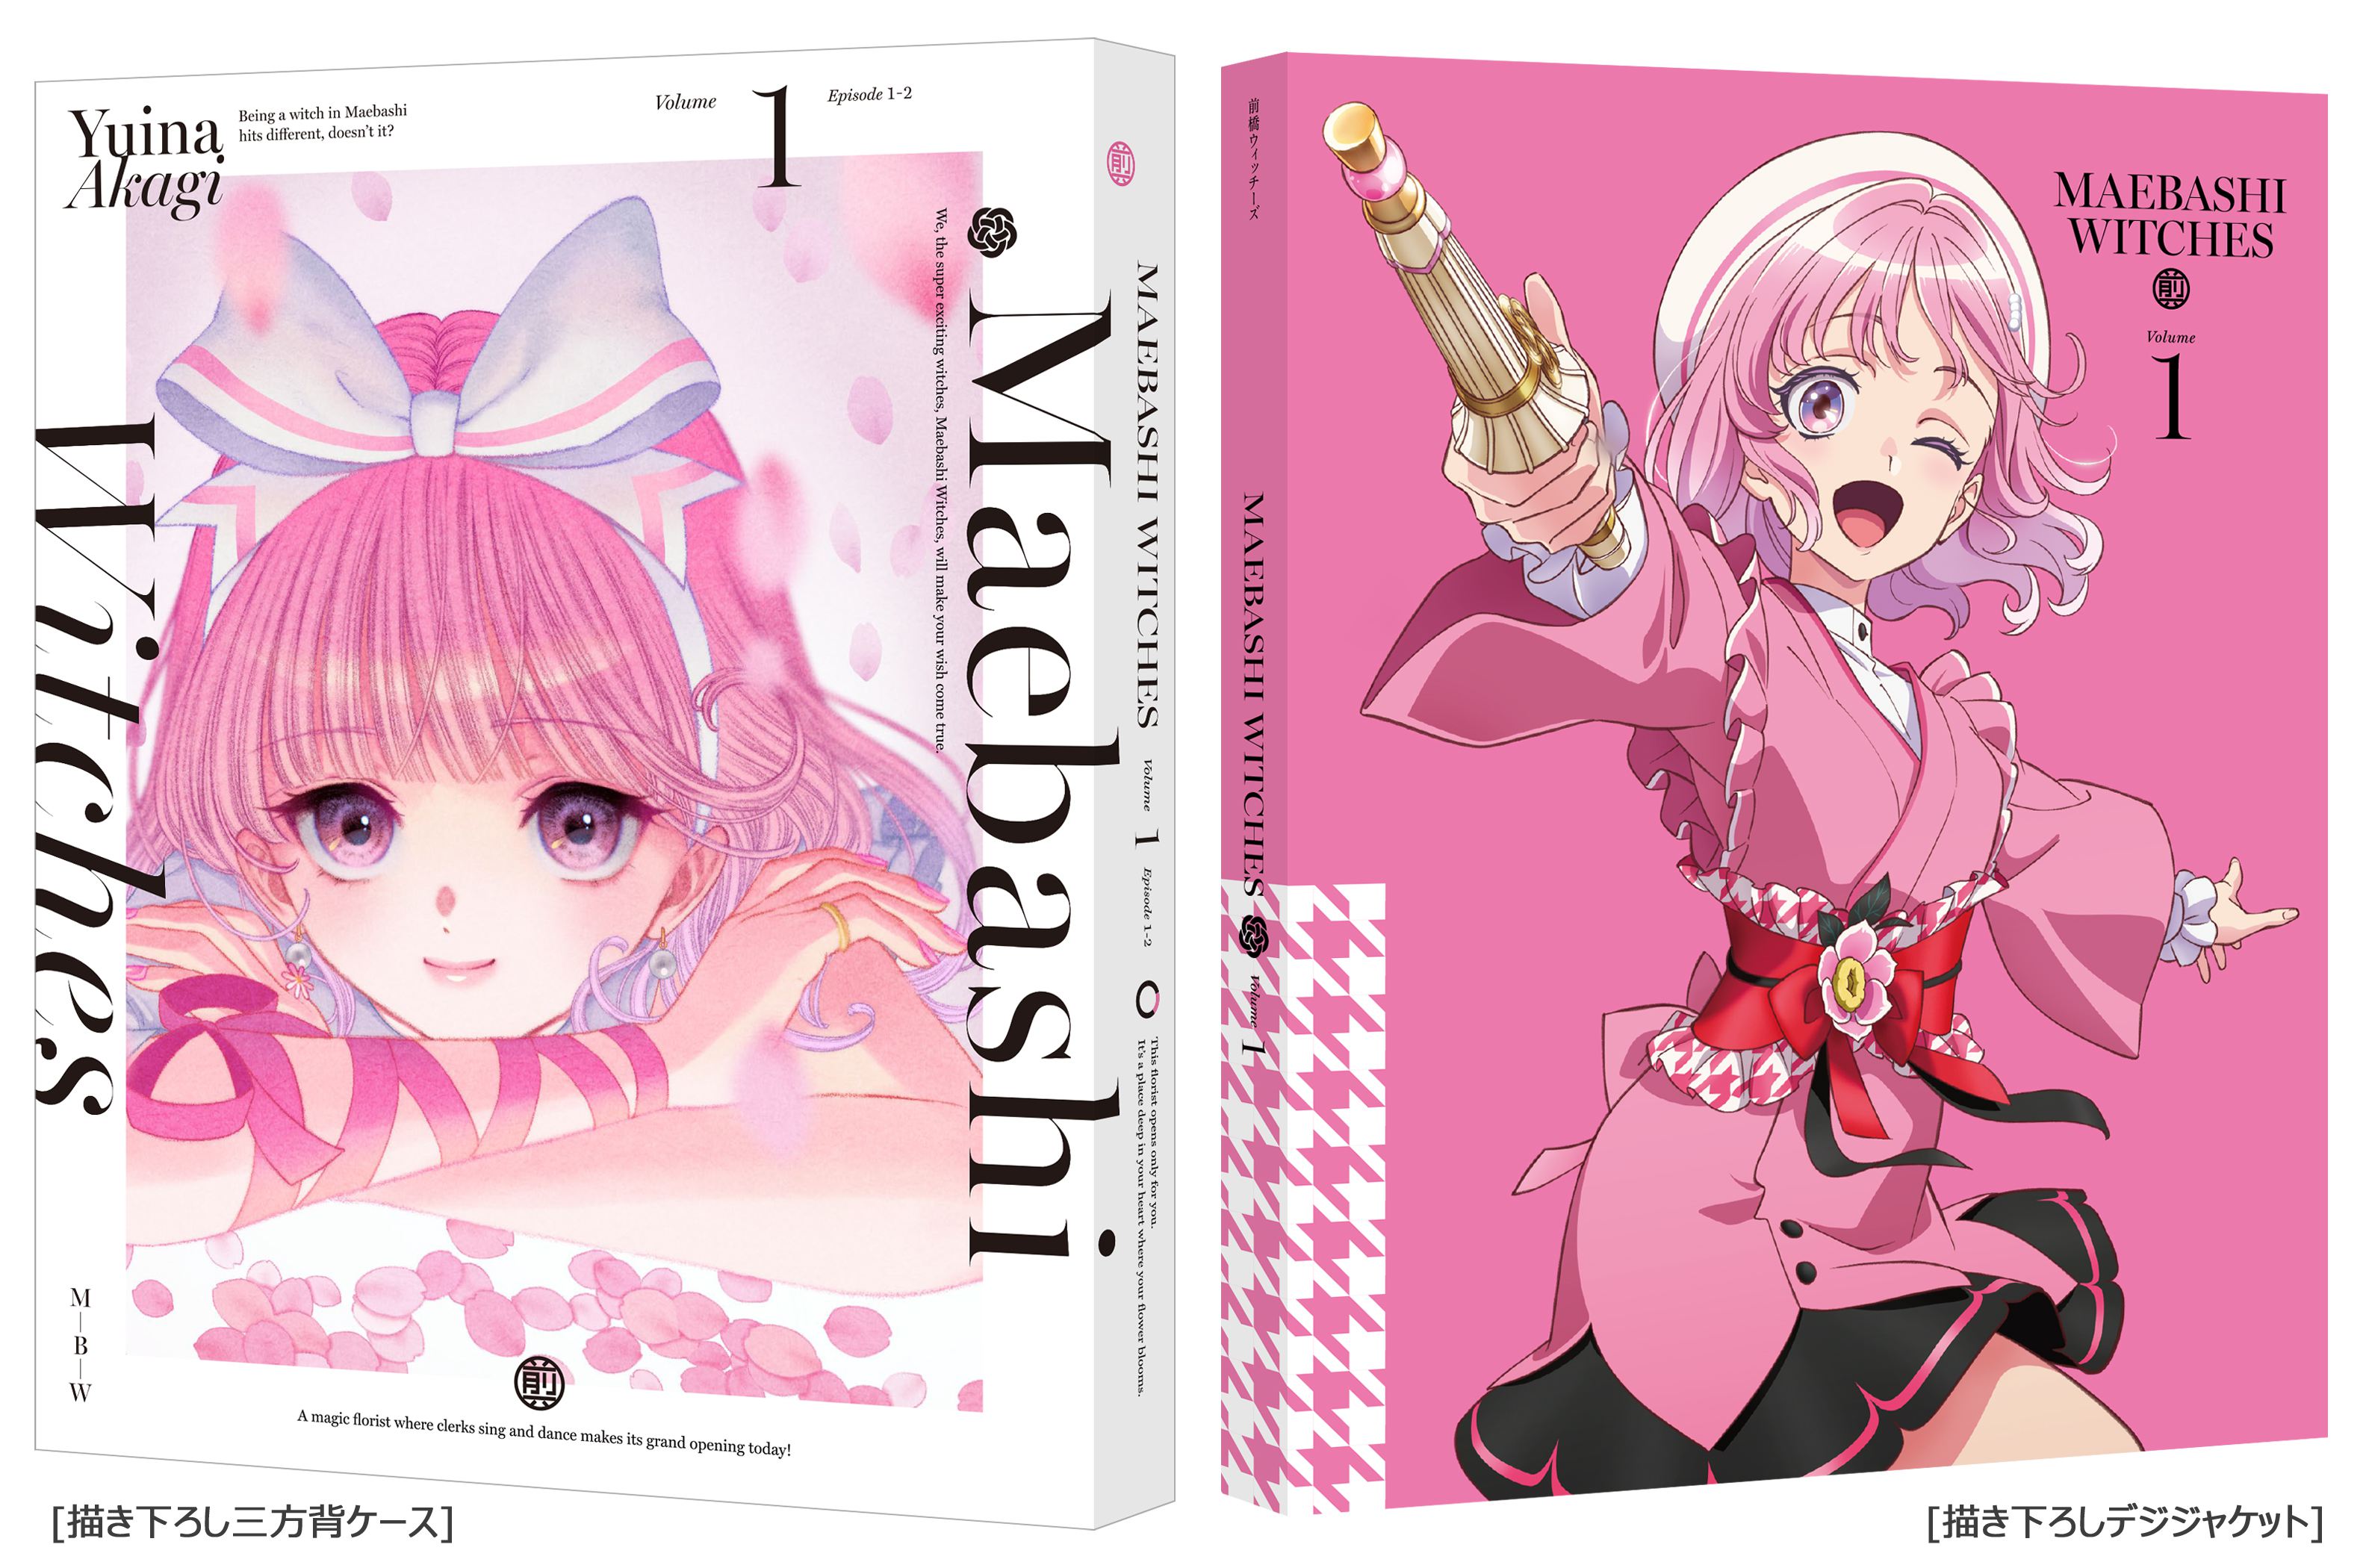 Yuina
Akagi
Being a witch in Maebashi
hits different, doesn't it?
Volume
1
Episode 1-2
We, the super exciting witches, Maebashi Witches, will make your wish come true.
Maebashi
Witches
M
B
W
前
A magic florist where clerks sing and dance makes its grand opening today!
前
MAEBASHI WITCHES
Volume
1
Episode 1-2
This florist opens only for you.
It's a place deep in your heart where your flower blooms.
[描き下ろし三方背ケース]
前橋ウィッチーズ
MAEBASHI WITCHES
Volume
1
MAEBASHI
WITCHES
前
Volume
1
[描き下ろしデジジャケット]